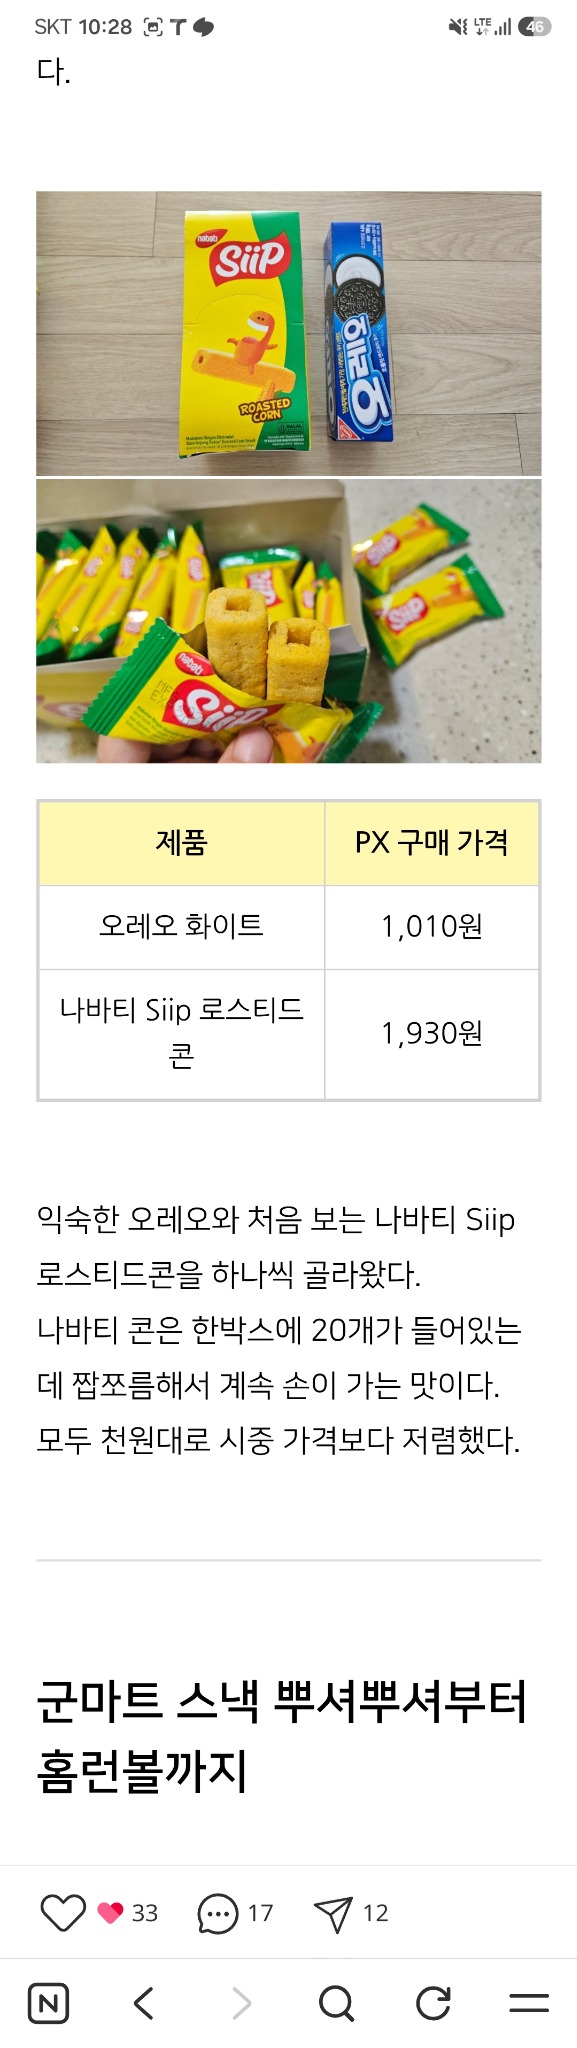 SKT 10:28
LTE
46
다.
nabati
SiiP
ROASTED
CORN
오레오
SiiP
SiiP
nabati
SiiP
제품
PX 구매 가격
오레오 화이트
1,010원
나바티 Siip 로스티드
콘
1,930원
익숙한 오레오와 처음 보는 나바티 Siip
로스티드콘을 하나씩 골라왔다.
나바티 콘은 한박스에 20개가 들어있는
데 짭쪼름해서 계속 손이 가는 맛이다.
모두 천원대로 시중 가격보다 저렴했다.
군마트 스낵 뿌셔뿌셔부터
홈런볼까지
33
17
12
N